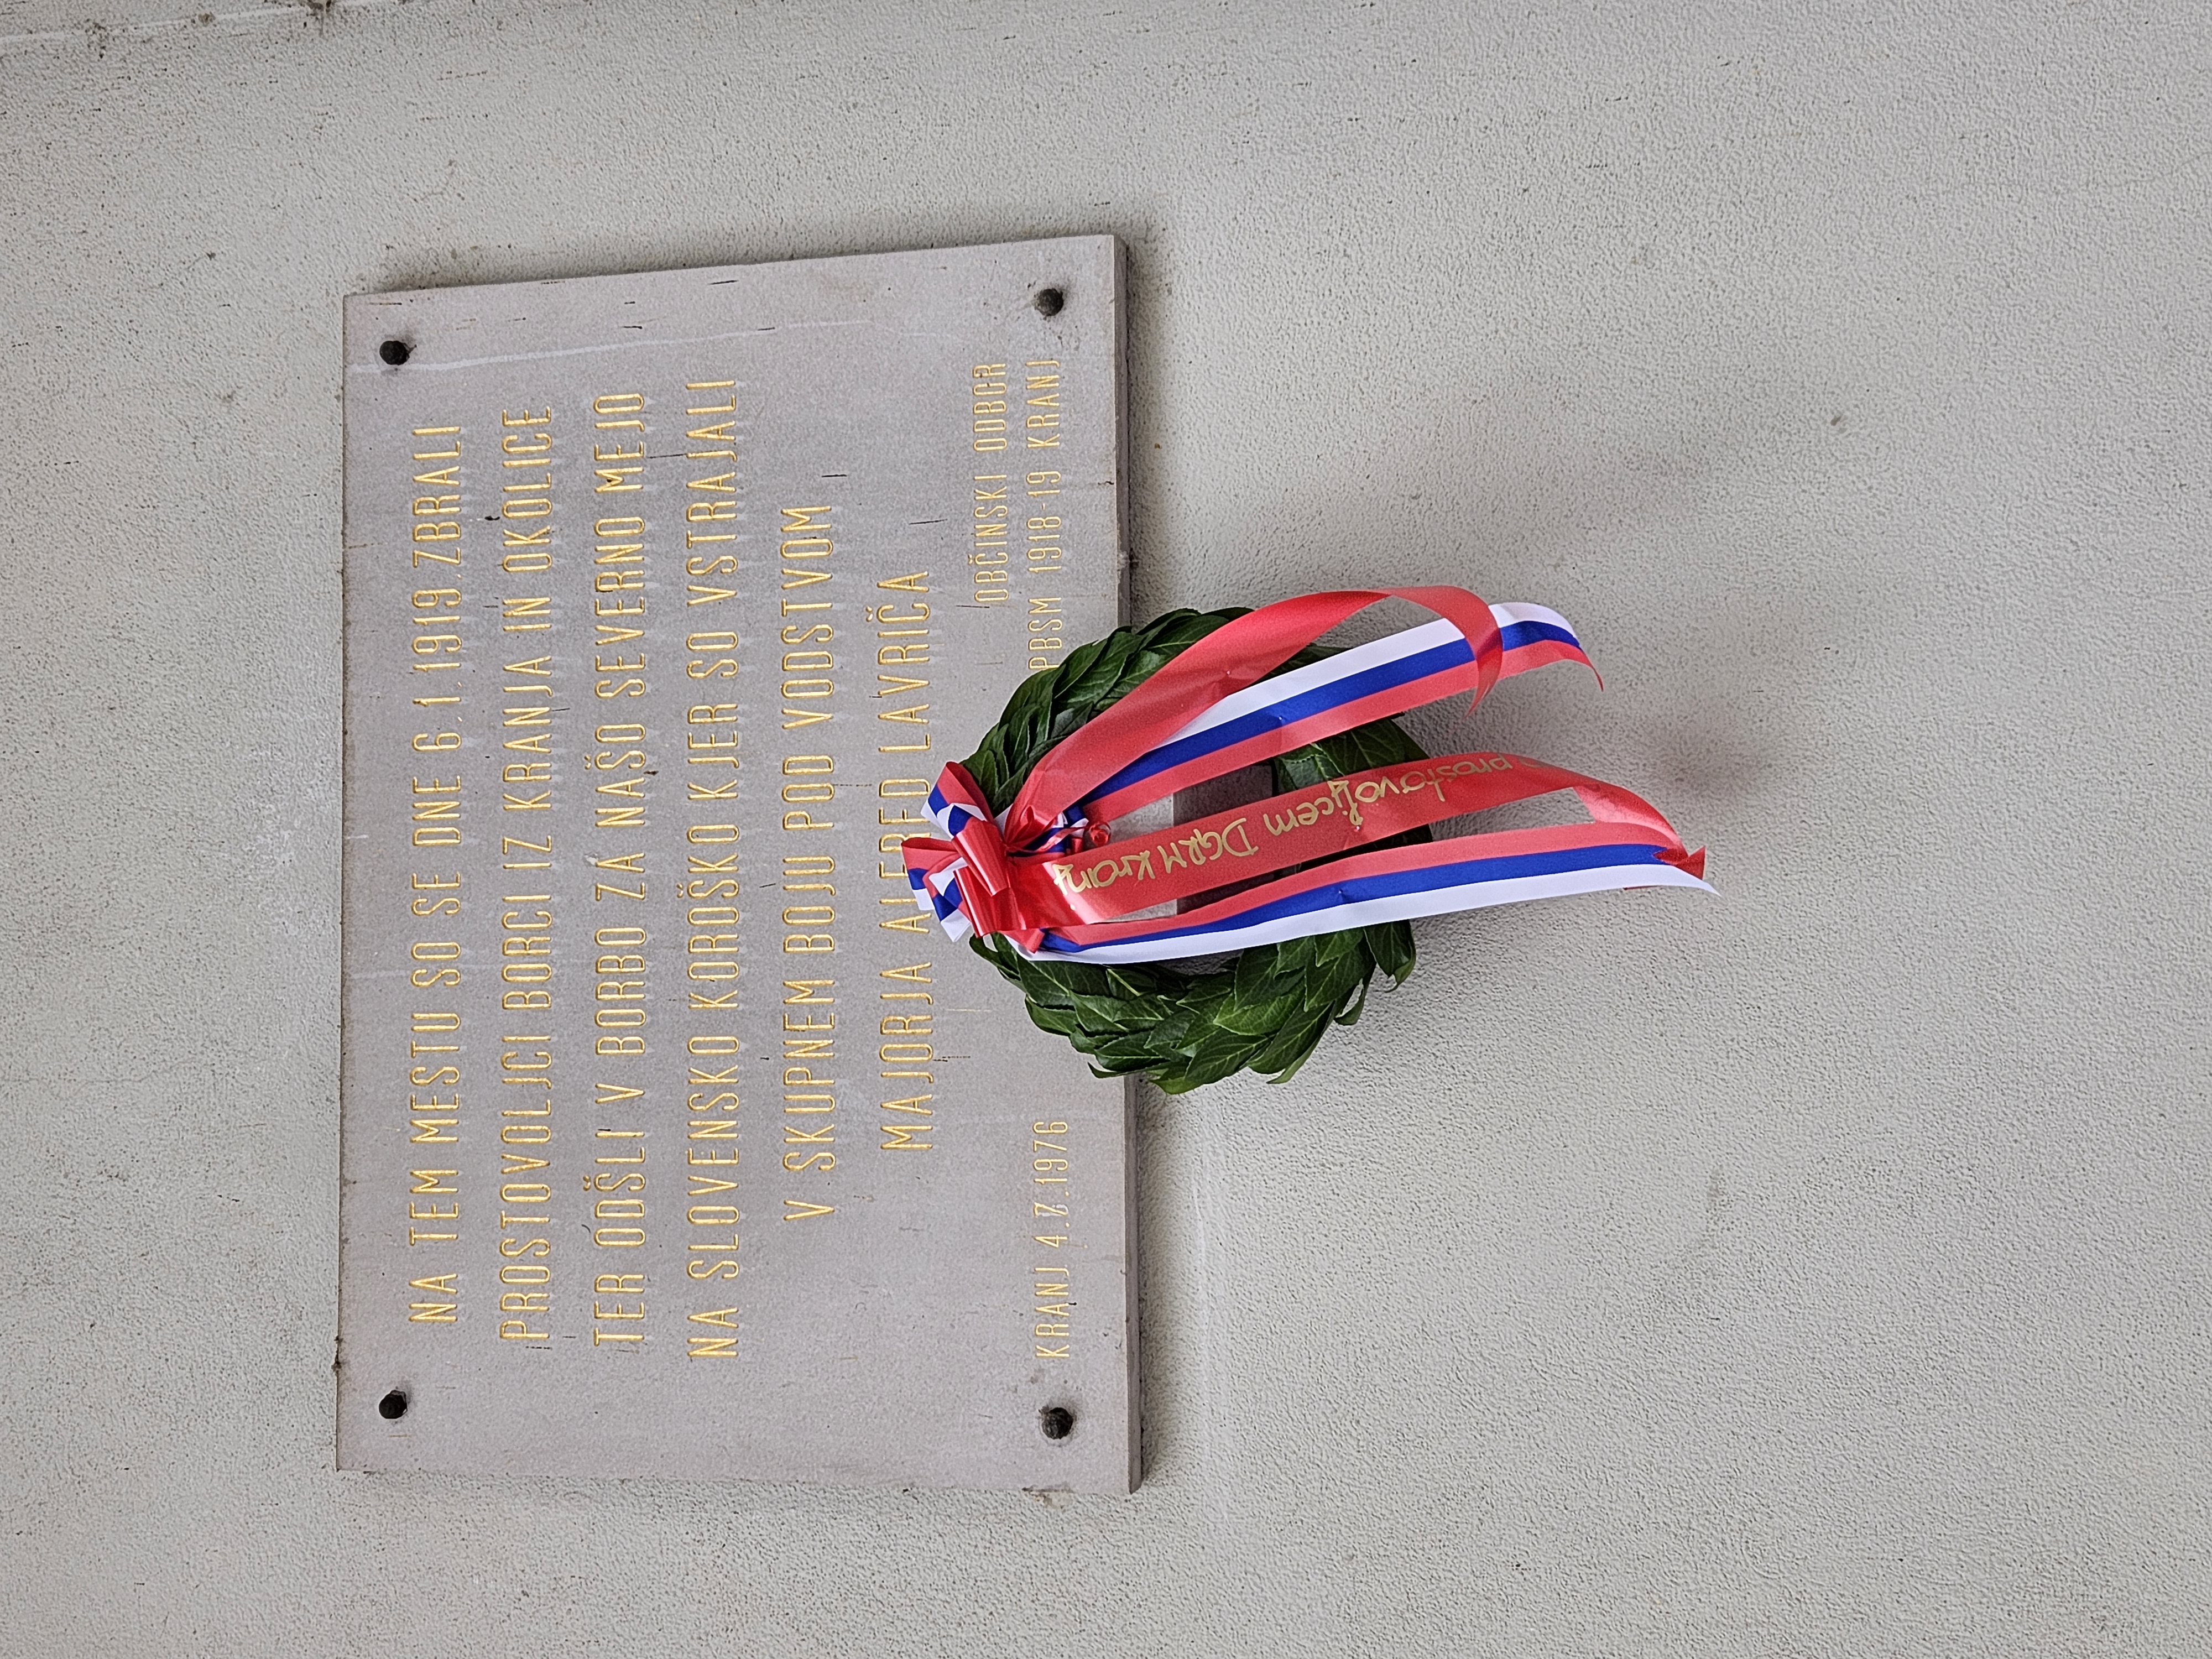 NA TEM MESTU SO SE DNE 6.1.1919.ZBRALI
PROSTOVOLJCI BORCI IZ KRANJA IN OKOLICE
TER ODŠLI V BORBO ZA NAŠO SEVERNO MEJO
NA SLOVENSKO KOROŠKO KJER SO VSTRAJALI
V SKUPNEM BOJU POD VODSTVOM
MAJORJA ALFRED LAVRIČA
OBČINSKI ODBOR
KRANJ 4.7.1976 PBSM 1918-19 KRANJ
prostovoljcem DGRM Kranj